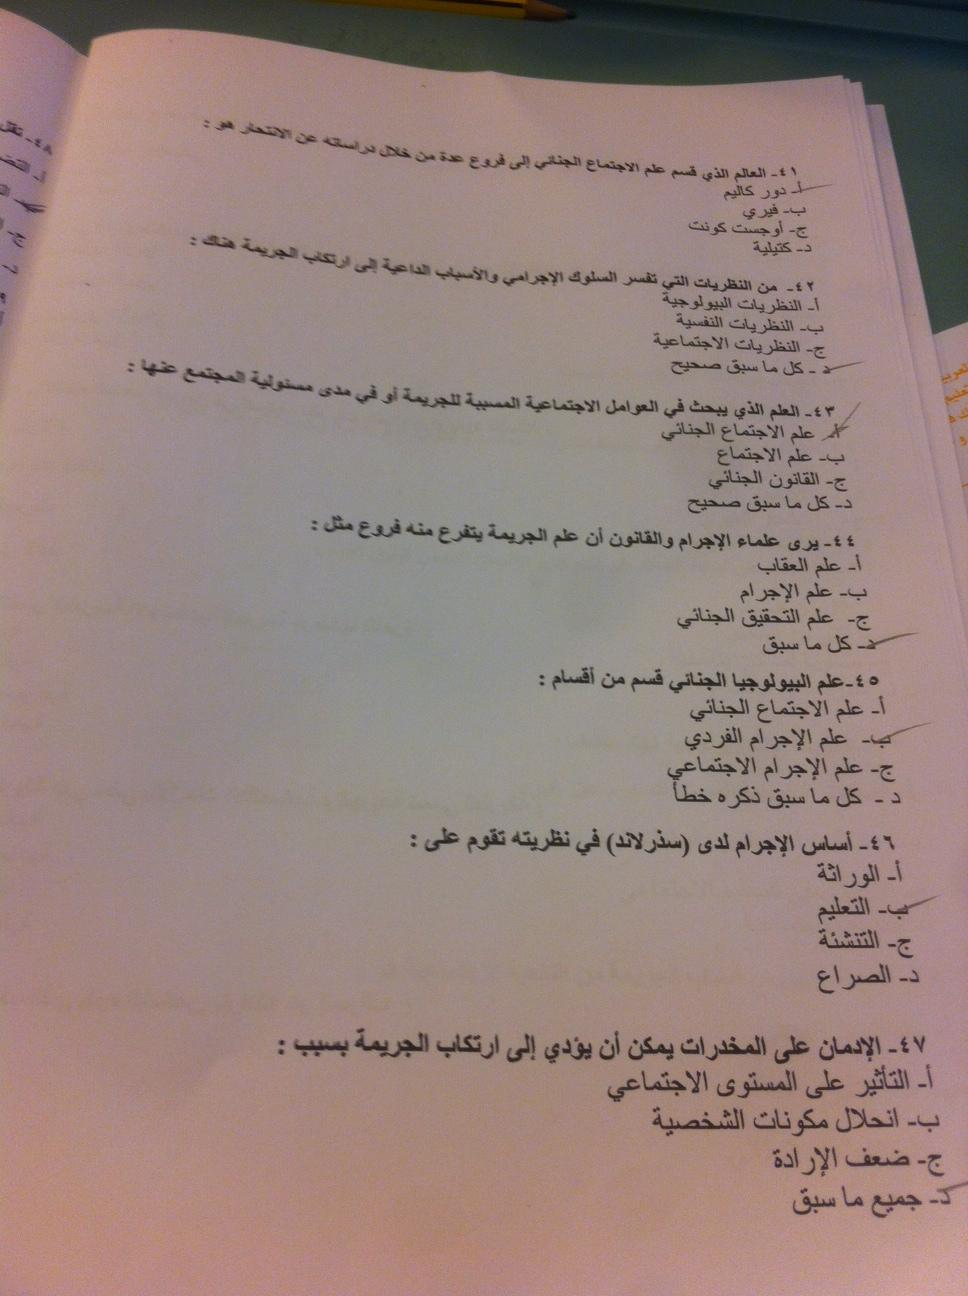 ٤١- العالم الذي قسم علم الاجتماع الجنائي إلى فروع عدة من خلال دراساته عن الانتحار هو :
أ- دور كاليم
ب- فيري
ج- أوجست كونت
د- كتيلية
٤٢- من النظريات التي تفسر السلوك الإجرامي والأسباب الداعية إلى ارتكاب الجريمة هناك :
أ- النظريات البيولوجية
ب- النظريات النفسية
ج- النظريات الاجتماعية
د- كل ما سبق صحيح
٤٣- العلم الذي يبحث في العوامل الاجتماعية المسببة للجريمة أو في مدى مسئولية المجتمع عنها :
أ- علم الاجتماع الجنائي
ب- علم الاجتماع
ج- القانون الجنائي
د- كل ما سبق صحيح
٤٤- يرى علماء الإجرام والقانون أن علم الجريمة يتفرع منه فروع مثل :
أ- علم العقاب
ب- علم الإجرام
ج- علم التحقيق الجنائي
د- كل ما سبق
٤٥-علم البيولوجيا الجنائي قسم من أقسام :
أ- علم الاجتماع الجنائي
ب- علم الإجرام الفردي
ج- علم الإجرام الاجتماعي
د - كل ما سبق ذكره خطأ
٤٦- أساس الإجرام لدى (سذرلاند) في نظريته تقوم على :
أ- الوراثة
ب- التعليم
ج- التنشئة
د- الصراع
٤٧- الإدمان على المخدرات يمكن أن يؤدي إلى ارتكاب الجريمة بسبب :
أ- التأثير على المستوى الاجتماعي
ب- انحلال مكونات الشخصية
ج- ضعف الإرادة
د- جميع ما سبق